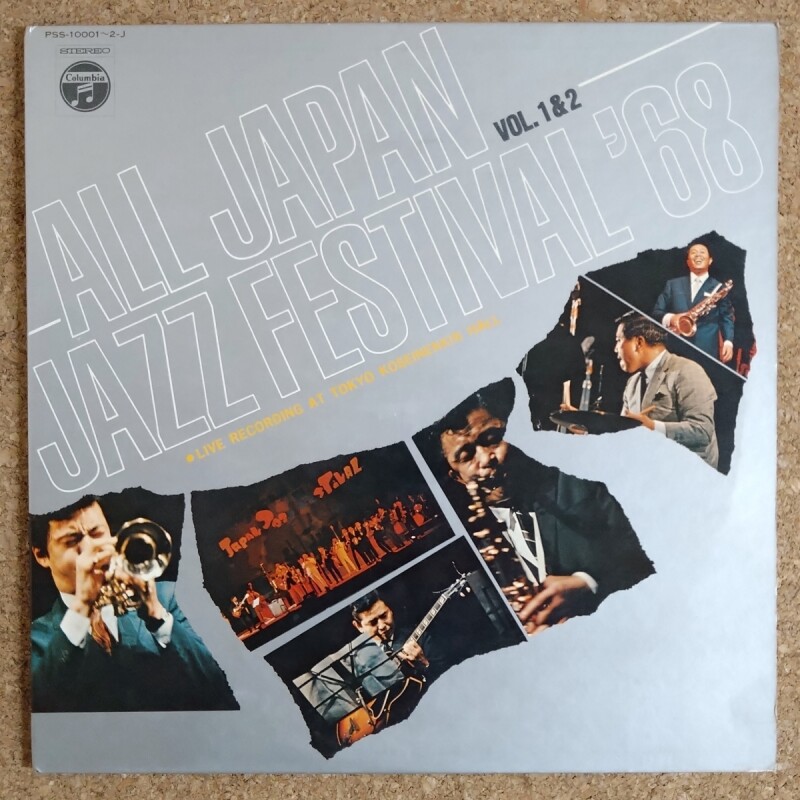 PSS-10001~2-J
STEREO
Columbia
ALL JAPAN
VOL. 1&2
JAZZ FESTIVAL '68
•LIVE RECORDING AT TOKYO KOSEINENKIN HALL